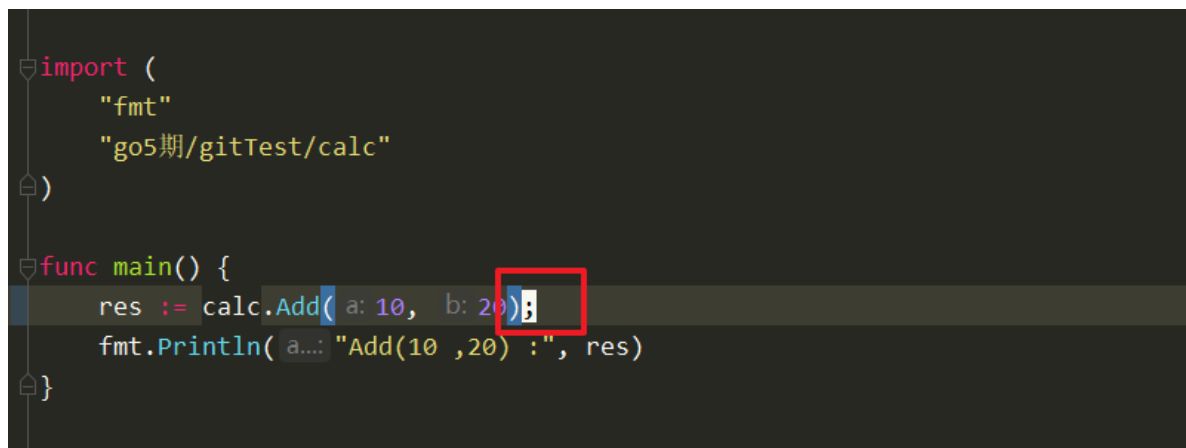 import (
"fmt"
"go5期/gitTest/calc"
)
func main() {
res := calc.Add( a: 10, b: 20);
fmt.Println( a...: "Add(10 ,20) :", res)
}